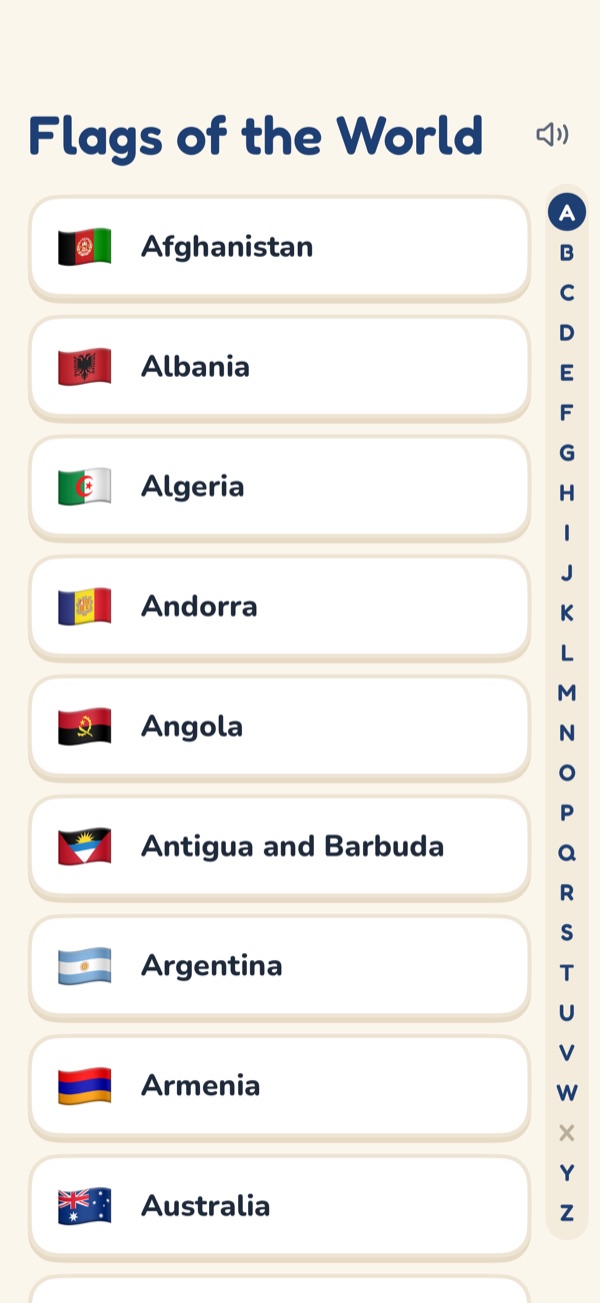 Flags of the World
Afghanistan
Albania
Algeria
Andorra
Angola
Antigua and Barbuda
Argentina
Armenia
Australia
A
B
C
D
E
F
G
H
I
J
K
L
M
N
O
P
Q
R
S
T
U
V
W
X
Y
Z